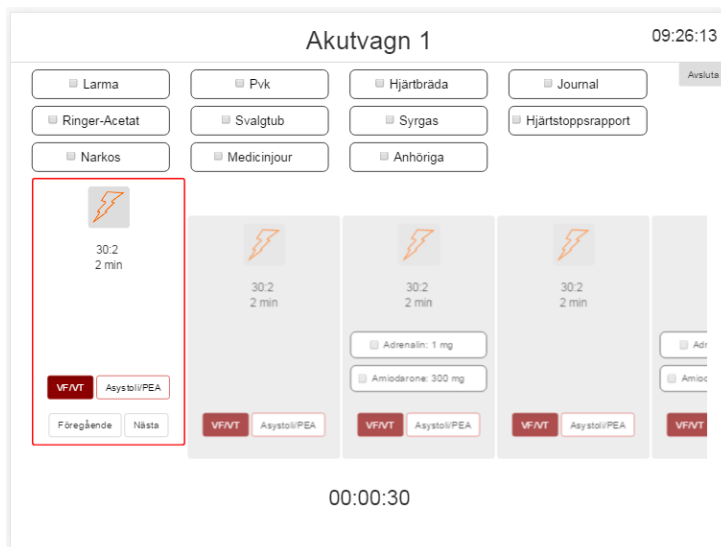 Akutvagn 1
09:26:13
Avsluta
Larma Pvk Hjärtbräda Journal
Ringer-Acetat Svalgtub Syrgas Hjärtstoppsrapport
Narkos Medicinjour Anhöriga
30:2
2 min
VF/VT Asystoli/PEA
Föregående Nästa
30:2
2 min
VF/VT Asystoli/PEA
30:2
2 min
Adrenalin: 1 mg
Amiodarone: 300 mg
VF/VT Asystoli/PEA
30:2
2 min
VF/VT Asystoli/PEA
Adr
Amioc
VF/VT
00:00:30